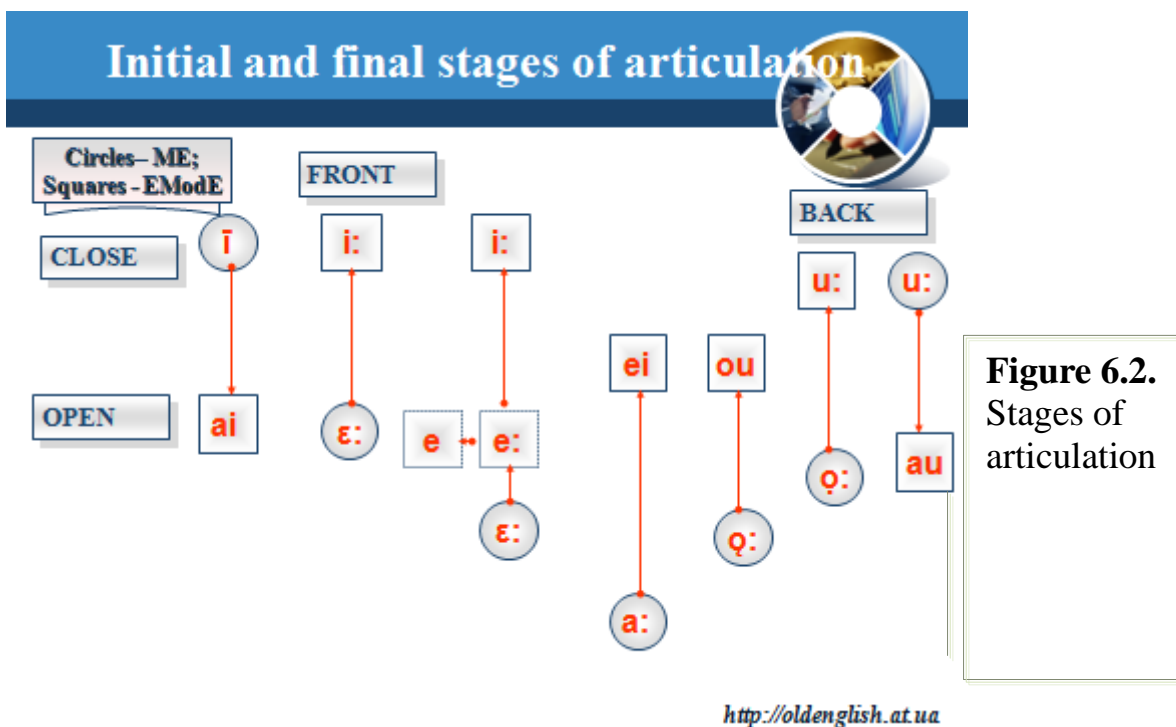 Initial and final stages of articulation
Circles– ME;
Squares - EModE
FRONT
BACK
CLOSE
ī
i:
i:
u:
u:
ei
ou
OPEN
ai
ɛ:
e
e:
ọ:
au
ɛ:
ǫ:
a:
Figure 6.2.
Stages of
articulation
http://oldenglish.at.ua